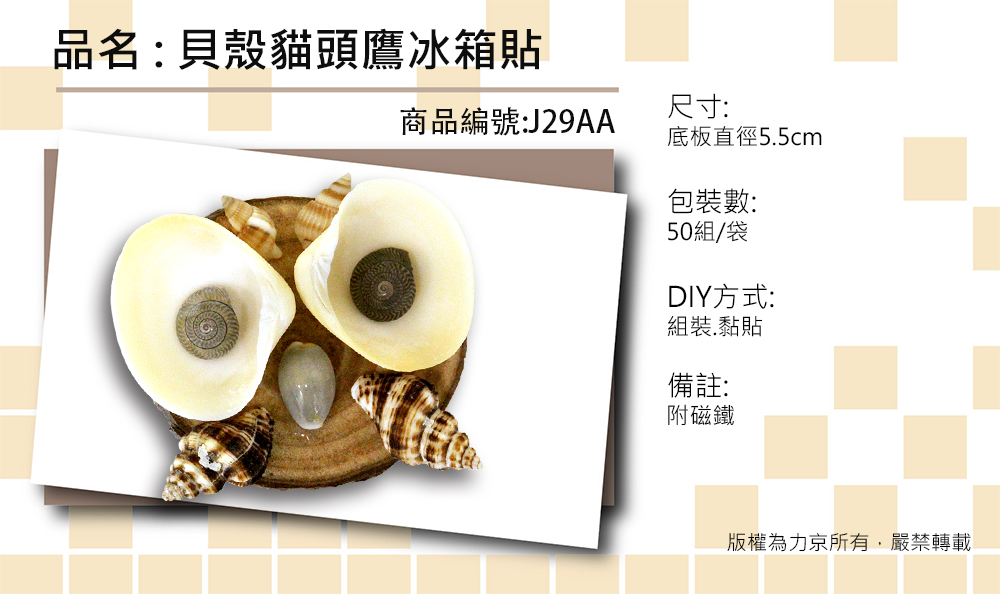 品名 : 貝殼貓頭鷹冰箱貼
商品編號:J29AA
尺寸:
底板直徑5.5cm
包裝數:
50組/袋
DIY方式:
組裝.黏貼
備註:
附磁鐵
版權為力京所有，嚴禁轉載